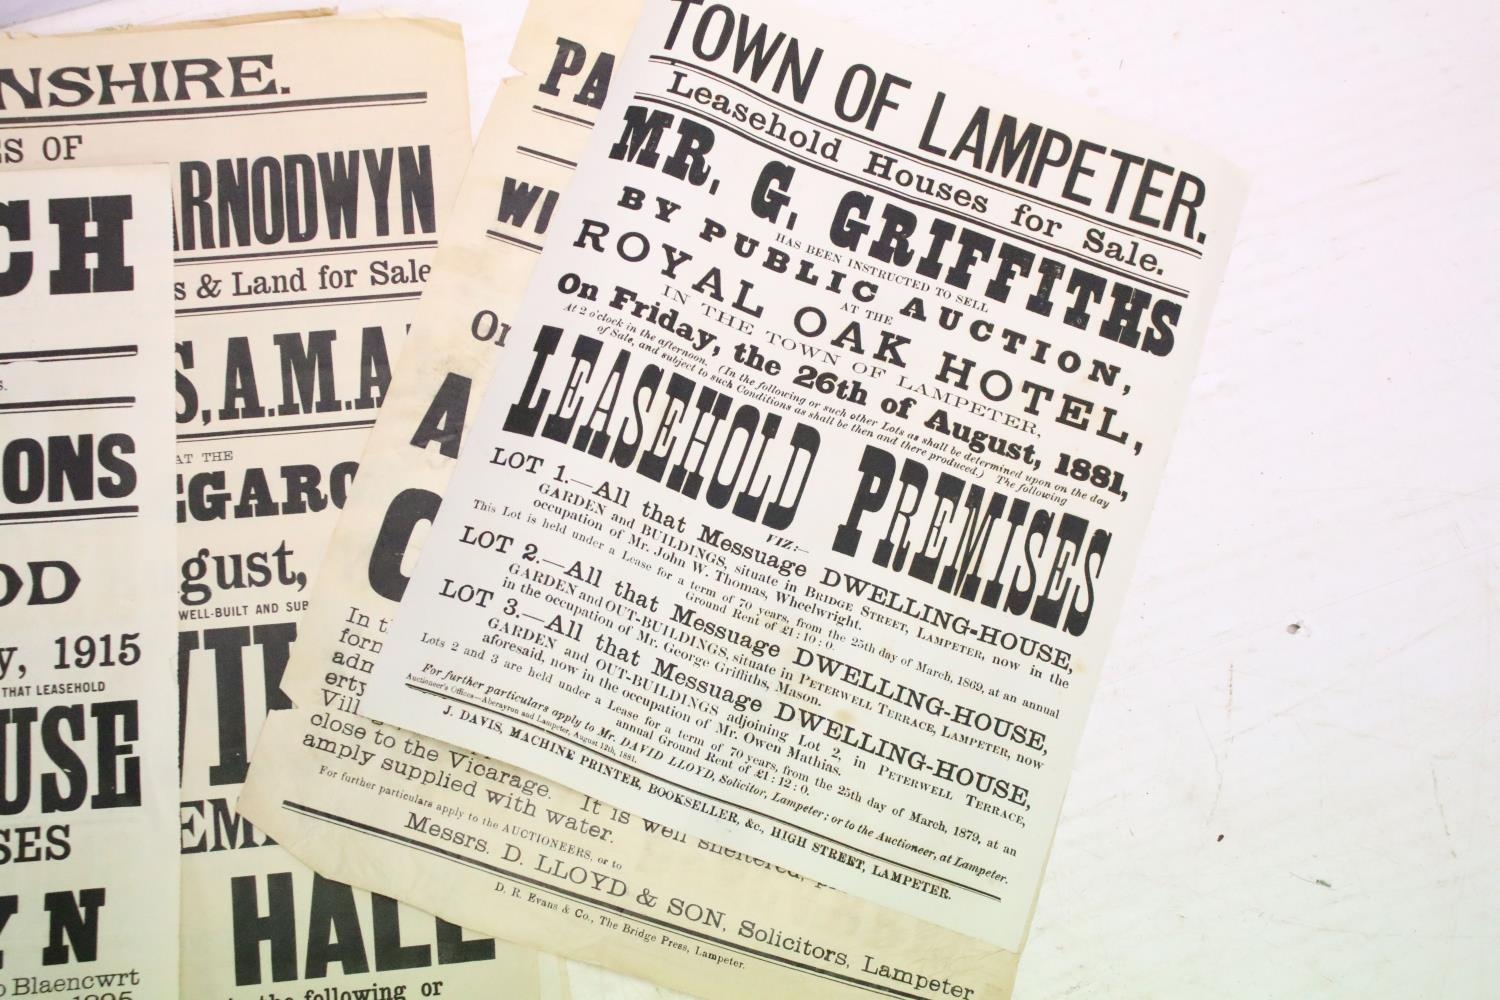 TOWN OF LAMPETER.
Leasehold Houses for Sale.
MR. G. GRIFFITHS
HAS BEEN INSTRUCTED TO SELL
BY PUBLIC AUCTION,
AT THE
ROYAL OAK HOTEL,
IN THE TOWN OF LAMPETER,
On Friday, the 26th of August, 1881,
At 2 o'clock in the afternoon. (In the following or such other Lots as shall be determined upon on the day
of Sale, and subject to such Conditions as shall be then and there produced.) The following
LEASEHOLD PREMISES
VIZ:—
LOT 1.—All that Messuage DWELLING-HOUSE,
GARDEN and BUILDINGS, situate in BRIDGE STREET, LAMPETER, now in the
occupation of Mr. John W. Thomas, Wheelwright.
This Lot is held under a Lease for a term of 70 years, from the 25th day of March, 1869, at an annual
Ground Rent of £1:10:0.
LOT 2.—All that Messuage DWELLING-HOUSE,
GARDEN and OUT-BUILDINGS, situate in PETERWELL TERRACE, LAMPETER, now
in the occupation of Mr. George Griffiths, Mason.
LOT 3.—All that Messuage DWELLING-HOUSE,
GARDEN and OUT-BUILDINGS adjoining Lot 2, in PETERWELL TERRACE,
aforesaid, now in the occupation of Mr. Owen Mathias.
Lots 2 and 3 are held under a Lease for a term of 70 years, from the 25th day of March, 1879, at an
annual Ground Rent of £1:12:0.
For further particulars apply to Mr. DAVID LLOYD, Solicitor, Lampeter; or to the Auctioneer, at Lampeter.
Auctioneer's Offices—Aberayron and Lampeter, August 12th, 1881.
J. DAVIS, MACHINE PRINTER, BOOKSELLER, &c., HIGH STREET, LAMPETER.
PA
WI
On
A
In t
form
adm
erty
Vill
close to the Vicarage. It is well sheltered,
amply supplied with water.
For further particulars apply to the AUCTIONEERS, or to
Messrs. D. LLOYD & SON, Solicitors, Lampeter
D. R. Evans & Co., The Bridge Press, Lampeter.
NSHIRE.
OF
ARNODWYN
s & Land for Sale
S, A.M.A
AT THE
EGARO
gust,
WELL-BUILT AND SUB
VIL
EM
HALL
the following or
CH
s.
ONS
OD
y, 1915
THAT LEASEHOLD
USE
SES
YN
o Blaencwrt
1895